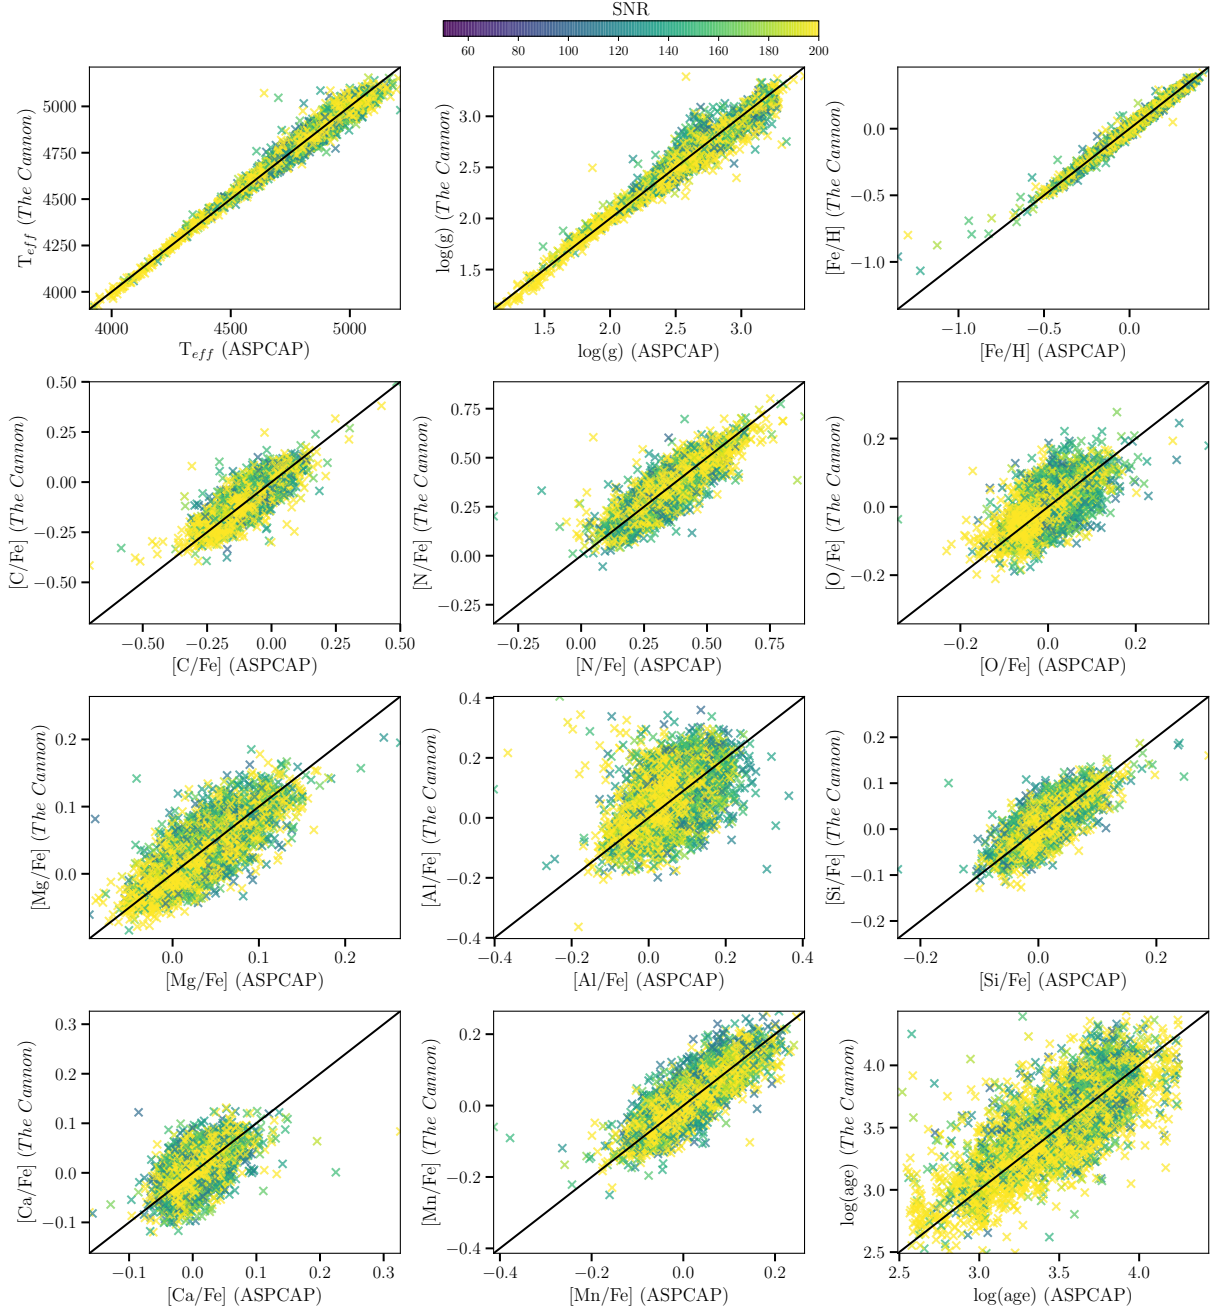 SNR
60 80 100 120 140 160 180 200
5000
4750
4500
4250
4000
T_eff (The Cannon)
4000 4500 5000
T_eff (ASPCAP)
3.0
2.5
2.0
1.5
log(g) (The Cannon)
1.5 2.0 2.5 3.0
log(g) (ASPCAP)
0.0
−0.5
−1.0
[Fe/H] (The Cannon)
−1.0 −0.5 0.0
[Fe/H] (ASPCAP)
0.50
0.25
0.00
−0.25
−0.50
[C/Fe] (The Cannon)
−0.50 −0.25 0.00 0.25 0.50
[C/Fe] (ASPCAP)
0.75
0.50
0.25
0.00
−0.25
[N/Fe] (The Cannon)
−0.25 0.00 0.25 0.50 0.75
[N/Fe] (ASPCAP)
0.2
0.0
−0.2
[O/Fe] (The Cannon)
−0.2 0.0 0.2
[O/Fe] (ASPCAP)
0.2
0.1
0.0
[Mg/Fe] (The Cannon)
0.0 0.1 0.2
[Mg/Fe] (ASPCAP)
0.4
0.2
0.0
−0.2
−0.4
[Al/Fe] (The Cannon)
−0.4 −0.2 0.0 0.2 0.4
[Al/Fe] (ASPCAP)
0.2
0.1
0.0
−0.1
−0.2
[Si/Fe] (The Cannon)
−0.2 0.0 0.2
[Si/Fe] (ASPCAP)
0.3
0.2
0.1
0.0
−0.1
[Ca/Fe] (The Cannon)
−0.1 0.0 0.1 0.2 0.3
[Ca/Fe] (ASPCAP)
0.2
0.0
−0.2
−0.4
[Mn/Fe] (The Cannon)
−0.4 −0.2 0.0 0.2
[Mn/Fe] (ASPCAP)
4.0
3.5
3.0
2.5
log(age) (The Cannon)
2.5 3.0 3.5 4.0
log(age) (ASPCAP)